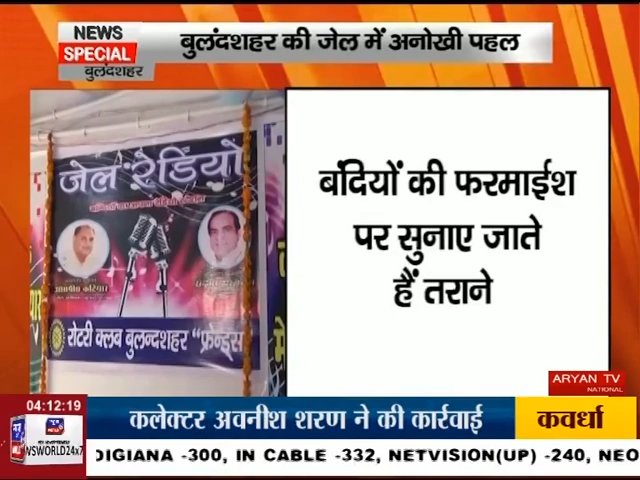 NEWS
SPECIAL
बुलंदशहर
बुलंदशहर की जेल में अनोखी पहल
जेल रेडियो
रोटरी क्लब बुलन्दशहर "फ्रेन्ड्स"
बंदियों की फरमाईश
पर सुनाए जाते
हैं तराने
ARYAN TV
NATIONAL
04:12:19
कलेक्टर अवनीश शरण ने की कार्रवाई
कवर्धा
WSWORLD24x7
DIGIANA -300, IN CABLE -332, NETVISION(UP) -240, NEO